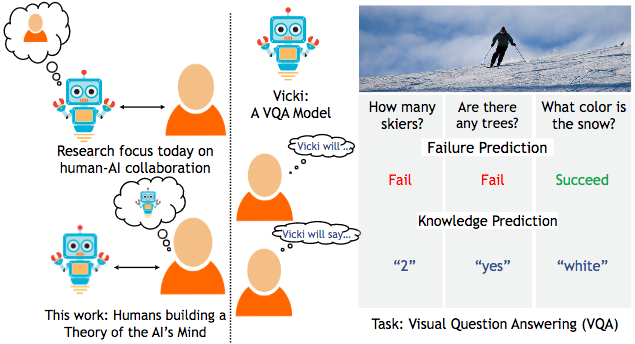 Research focus today on
human-AI collaboration
This work: Humans building a
Theory of the AI's Mind
Vicki:
A VQA Model
Vicki will ...
Vicki will say...
How many
skiers?
Are there
any trees?
What color is
the snow?
Failure Prediction
Fail
Fail
Succeed
Knowledge Prediction
“2”
“yes”
“white”
Task: Visual Question Answering (VQA)